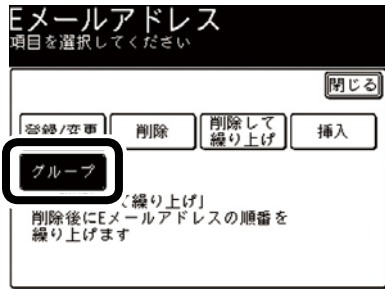 Eメールアドレス
項目を選択してください
閉じる
登録/変更 削除 削除して 挿入
繰り上げ
グループ
て繰り上げ」
削除後にEメールアドレスの順番を
繰り上げます